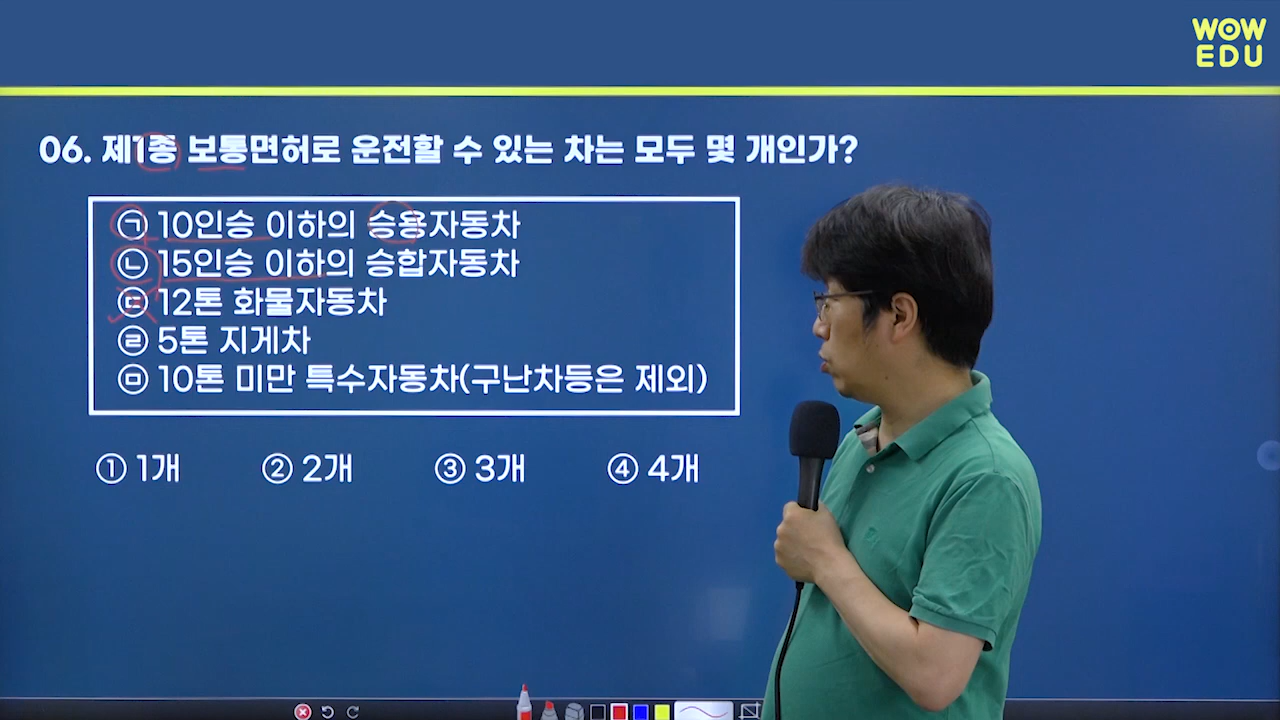 WOW
EDU
06. 제1종 보통면허로 운전할 수 있는 차는 모두 몇 개인가?
㉠ 10인승 이하의 승용자동차
㉡ 15인승 이하의 승합자동차
㉢ 12톤 화물자동차
㉣ 5톤 지게차
㉤ 10톤 미만 특수자동차(구난차등은 제외)
① 1개 ② 2개 ③ 3개 ④ 4개